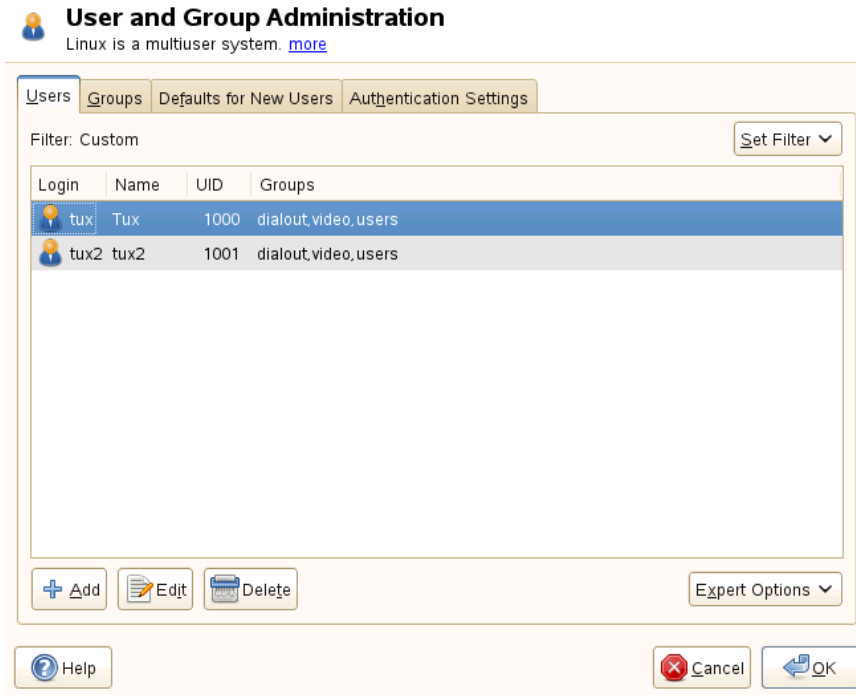 User and Group Administration
Linux is a multiuser system. more
Users Groups Defaults for New Users Authentication Settings
Filter: Custom Set Filter
Login Name UID Groups
tux Tux 1000 dialout,video,users
tux2 tux2 1001 dialout,video,users
Add Edit Delete Expert Options
Help Cancel OK